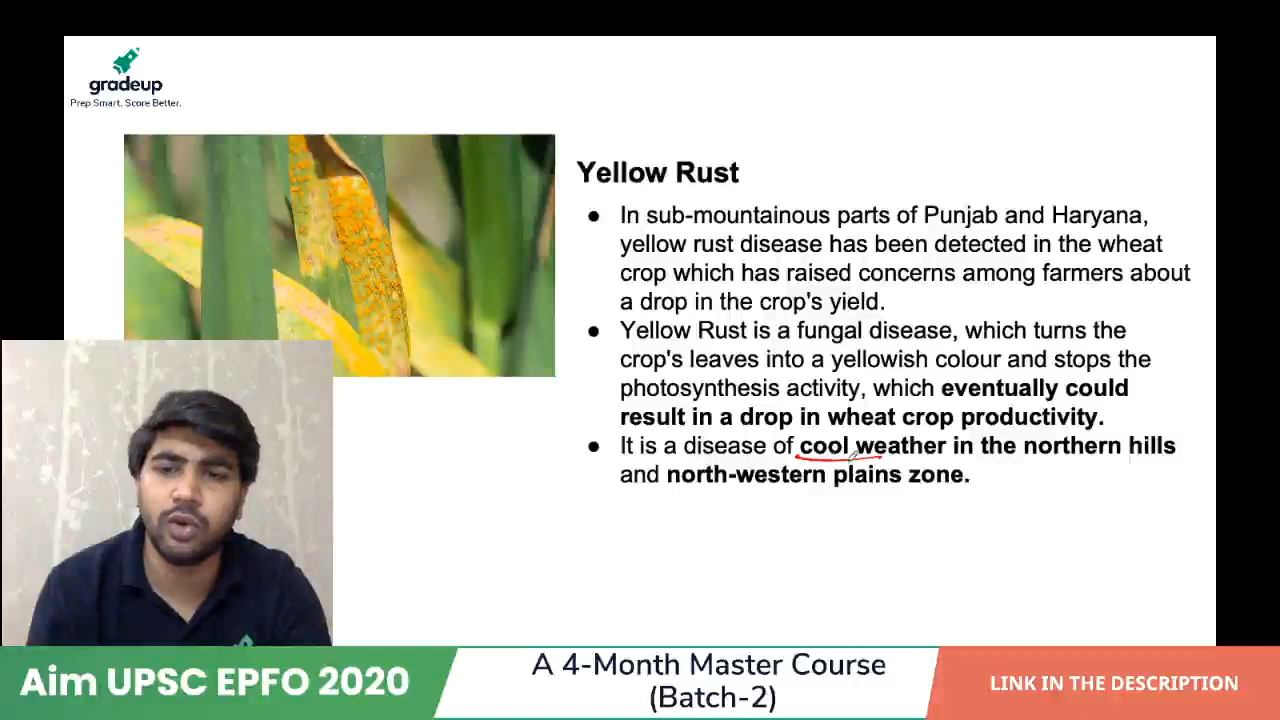 gradeup
Prep Smart. Score Better.
Yellow Rust
● In sub-mountainous parts of Punjab and Haryana,
yellow rust disease has been detected in the wheat
crop which has raised concerns among farmers about
a drop in the crop's yield.
● Yellow Rust is a fungal disease, which turns the
crop's leaves into a yellowish colour and stops the
photosynthesis activity, which eventually could
result in a drop in wheat crop productivity.
● It is a disease of cool weather in the northern hills
and north-western plains zone.
Aim UPSC EPFO 2020
A 4-Month Master Course
(Batch-2)
LINK IN THE DESCRIPTION